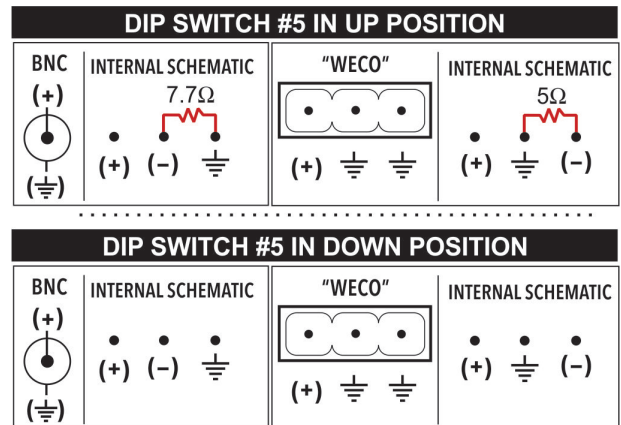 DIP SWITCH #5 IN UP POSITION
BNC
(+)
INTERNAL SCHEMATIC
7.7Ω
(+) (−)
"WECO"
(+)
INTERNAL SCHEMATIC
5Ω
(+) (−)
DIP SWITCH #5 IN DOWN POSITION
BNC
(+)
INTERNAL SCHEMATIC
(+) (−)
"WECO"
(+)
INTERNAL SCHEMATIC
(+) (−)